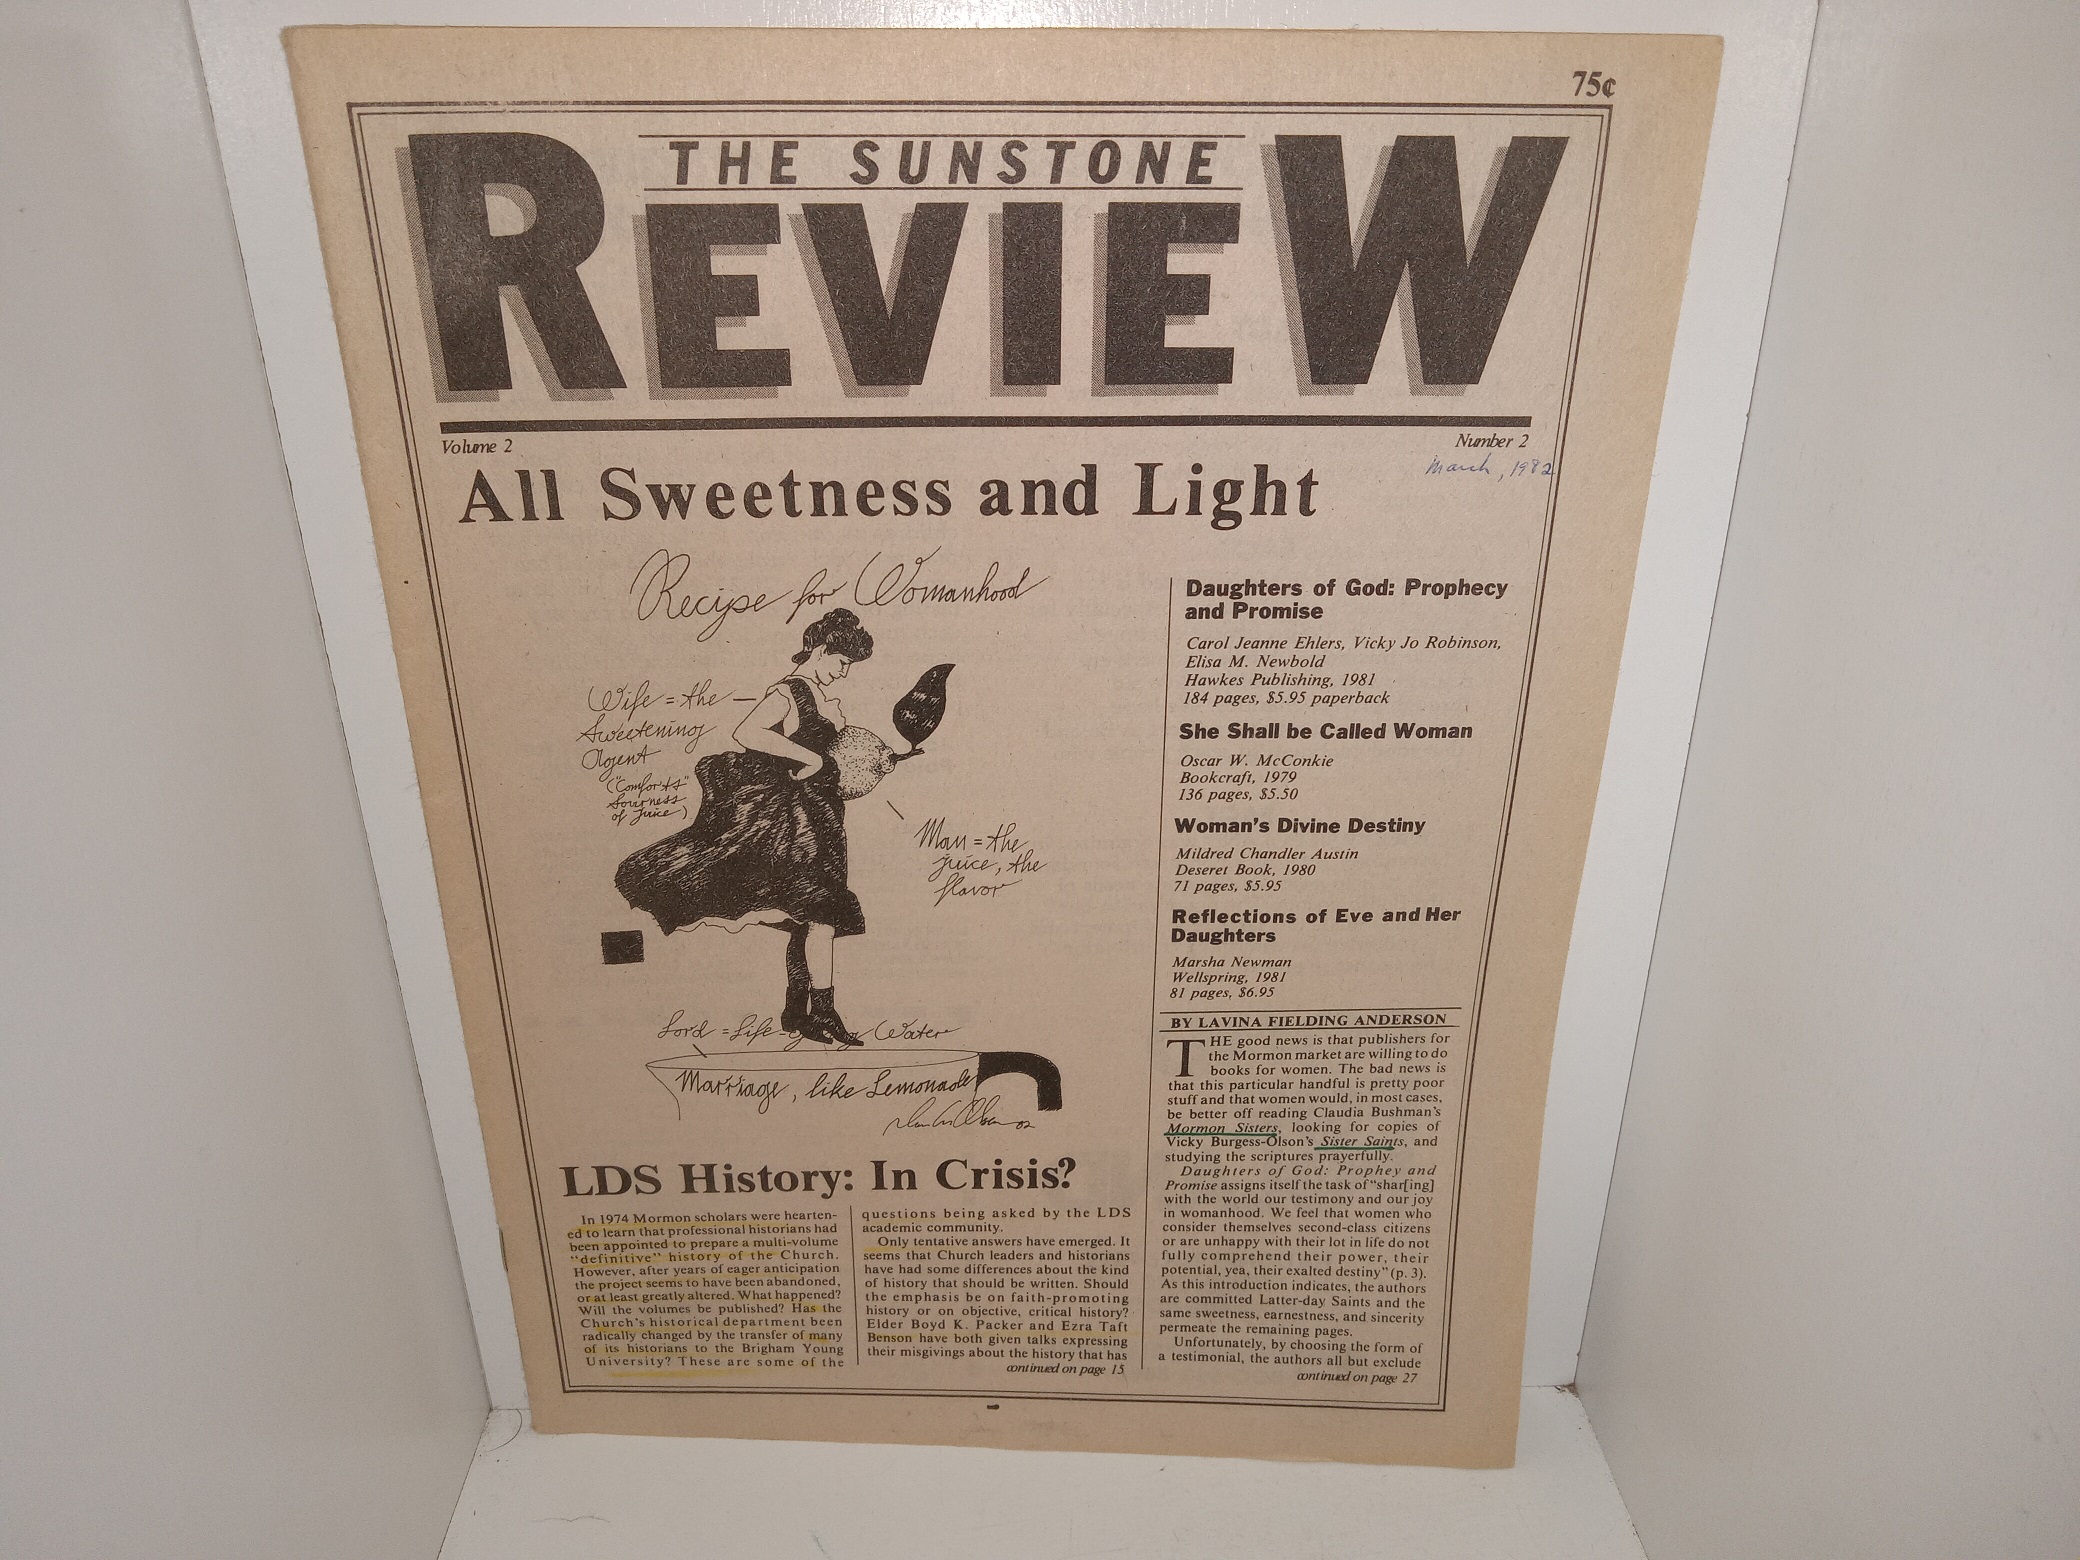 75¢
THE SUNSTONE
REVIEW
Volume 2
Number 2
March, 1982
All Sweetness and Light
Recipe for Womanhood
Wife = the
Sweetening
Agent
("Comforts"
Sourness
of Juice)
Man = the
juice, the
flavor
Lord = Life- Water
Marriage, like Lemonade
82
Daughters of God: Prophecy
and Promise
Carol Jeanne Ehlers, Vicky Jo Robinson,
Elisa M. Newbold
Hawkes Publishing, 1981
184 pages, $5.95 paperback
She Shall be Called Woman
Oscar W. McConkie
Bookcraft, 1979
136 pages, $5.50
Woman's Divine Destiny
Mildred Chandler Austin
Deseret Book, 1980
71 pages, $5.95
Reflections of Eve and Her
Daughters
Marsha Newman
Wellspring, 1981
81 pages, $6.95
BY LAVINA FIELDING ANDERSON
THE good news is that publishers for
the Mormon market are willing to do
books for women. The bad news is
that this particular handful is pretty poor
stuff and that women would, in most cases,
be better off reading Claudia Bushman's
Mormon Sisters, looking for copies of
Vicky Burgess-Olson's Sister Saints, and
studying the scriptures prayerfully.
Daughters of God: Prophey and
Promise assigns itself the task of "shar[ing]
with the world our testimony and our joy
in womanhood. We feel that women who
consider themselves second-class citizens
or are unhappy with their lot in life do not
fully comprehend their power, their
potential, yea, their exalted destiny" (p. 3).
As this introduction indicates, the authors
are committed Latter-day Saints and the
same sweetness, earnestness, and sincerity
permeate the remaining pages.
Unfortunately, by choosing the form of
a testimonial, the authors all but exclude
continued on page 27
LDS History: In Crisis?
In 1974 Mormon scholars were hearten-
ed to learn that professional historians had
been appointed to prepare a multi-volume
"definitive" history of the Church.
However, after years of eager anticipation
the project seems to have been abandoned,
or at least greatly altered. What happened?
Will the volumes be published? Has the
Church's historical department been
radically changed by the transfer of many
of its historians to the Brigham Young
University? These are some of the
questions being asked by the LDS
academic community.
Only tentative answers have emerged. It
seems that Church leaders and historians
have had some differences about the kind
of history that should be written. Should
the emphasis be on faith-promoting
history or on objective, critical history?
Elder Boyd K. Packer and Ezra Taft
Benson have both given talks expressing
their misgivings about the history that has
continued on page 15